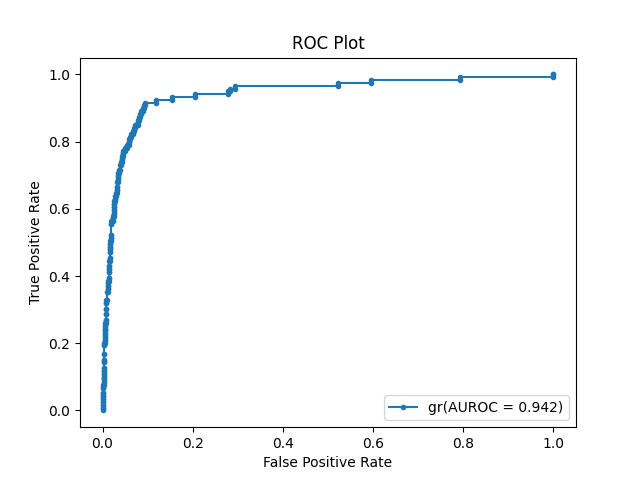 ROC Plot
True Positive Rate
1.0
0.8
0.6
0.4
0.2
0.0
gr(AUROC = 0.942)
0.0 0.2 0.4 0.6 0.8 1.0
False Positive Rate